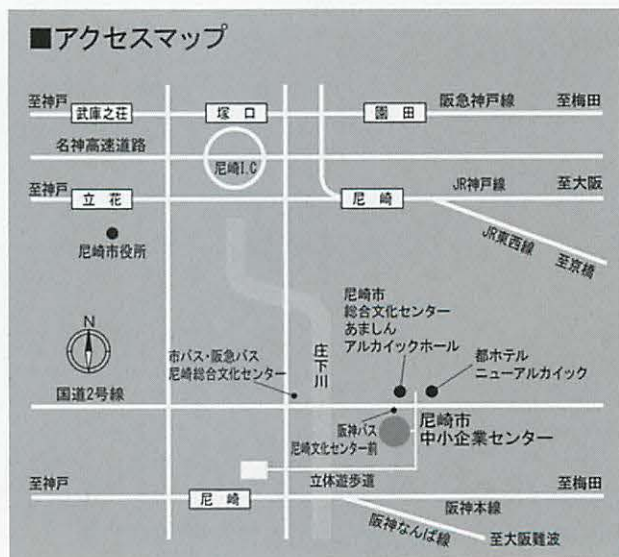 ■アクセスマップ
至神戸
武庫之荘
塚口
園田
阪急神戸線
至梅田
名神高速道路
尼崎I.C
至神戸
立花
尼崎
JR神戸線
至大阪
JR東西線
至京橋
尼崎市役所
N
国道2号線
市バス・阪急バス
尼崎総合文化センター
庄下川
尼崎市
総合文化センター
あましん
アルカイックホール
都ホテル
ニューアルカイック
阪神バス
尼崎文化センター前
尼崎市
中小企業センター
立体遊歩道
至神戸
尼崎
阪神本線
至梅田
阪神なんば線
至大阪難波